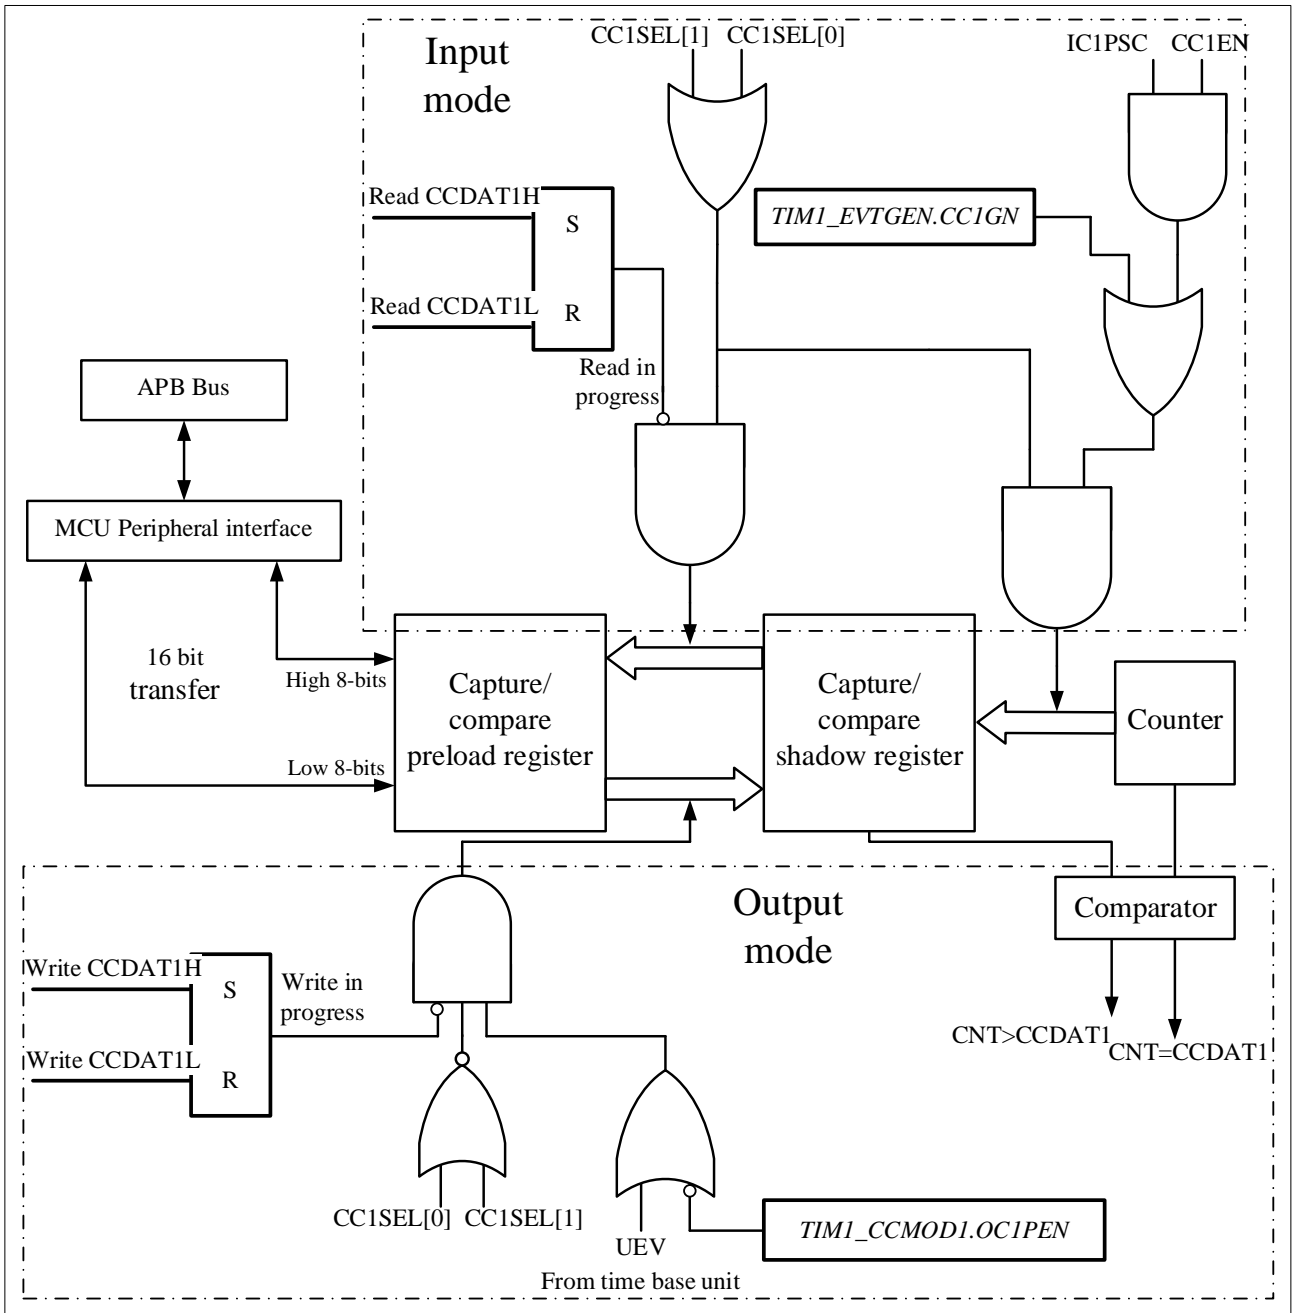 Input
mode
CC1SEL[1]
CC1SEL[0]
IC1PSC
CC1EN
Read CCDAT1H
S
TIM1_EVTGEN.CC1GN
Read CCDAT1L
R
Read in
progress
APB Bus
MCU Peripheral interface
16 bit
transfer
High 8-bits
Low 8-bits
Capture/
compare
preload register
Capture/
compare
shadow register
Counter
Output
mode
Comparator
Write CCDAT1H
S
Write in
progress
Write CCDAT1L
R
CNT>CCDAT1
CNT=CCDAT1
CC1SEL[0]
CC1SEL[1]
UEV
TIM1_CCMOD1.OC1PEN
From time base unit